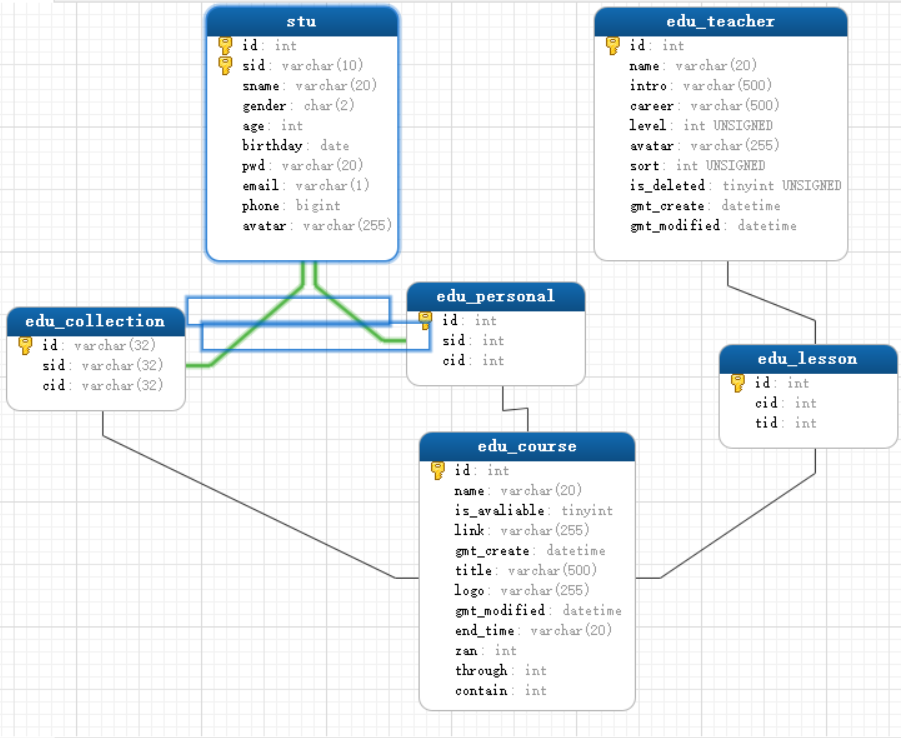 stu
id: int
sid: varchar(10)
sname: varchar(20)
gender: char(2)
age: int
birthday: date
pwd: varchar(20)
email: varchar(1)
phone: bigint
avatar: varchar(255)
edu_teacher
id: int
name: varchar(20)
intro: varchar(500)
career: varchar(500)
level: int UNSIGNED
avatar: varchar(255)
sort: int UNSIGNED
is_deleted: tinyint UNSIGNED
gmt_create: datetime
gmt_modified: datetime
edu_collection
id: varchar(32)
sid: varchar(32)
cid: varchar(32)
edu_personal
id: int
sid: int
cid: int
edu_lesson
id: int
cid: int
tid: int
edu_course
id: int
name: varchar(20)
is_avaliable: tinyint
link: varchar(255)
gmt_create: datetime
title: varchar(500)
logo: varchar(255)
gmt_modified: datetime
end_time: varchar(20)
zan: int
through: int
contain: int